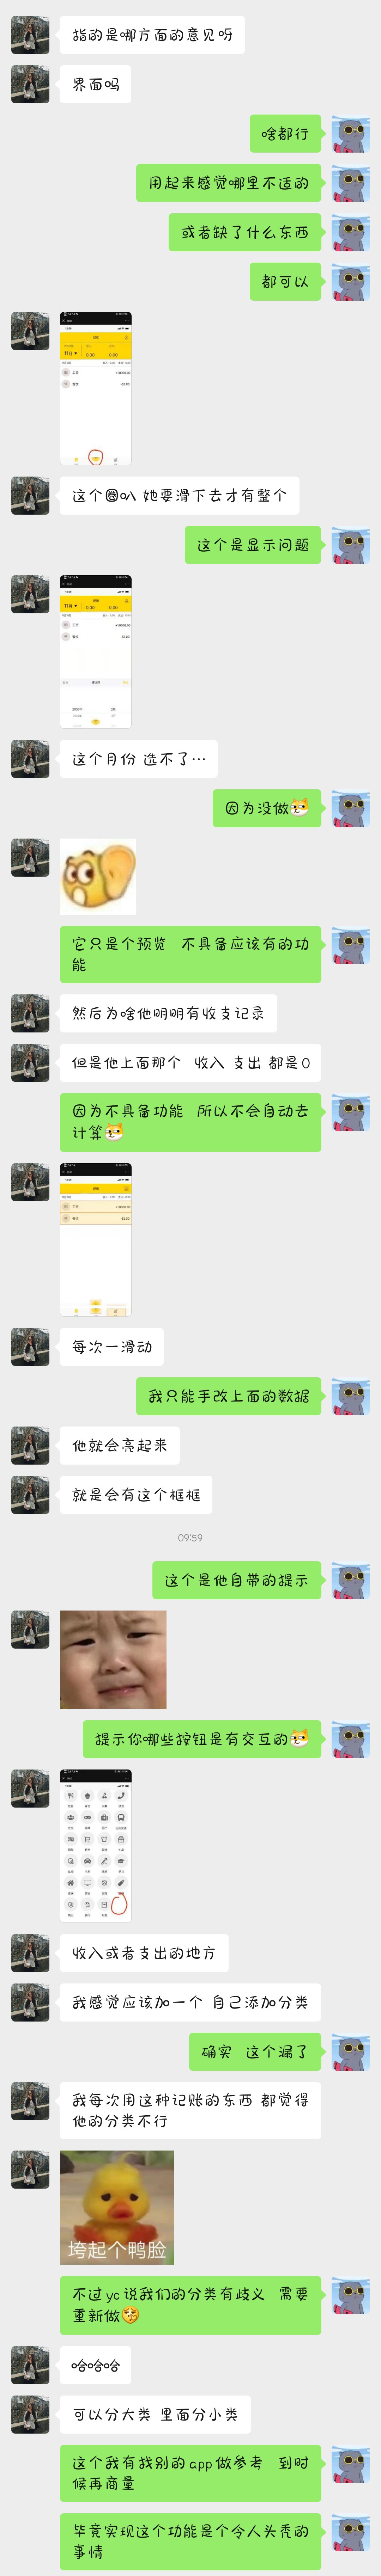 指的是哪方面的意见呀
界面吗
啥都行
用起来感觉哪里不适的
或者缺了什么东西
都可以
这个圈叭 她要滑下去才有整个
这个是显示问题
这个月份 选不了…
因为没做
它只是个预览 不具备应该有的功
能
然后为啥他明明有收支记录
但是他上面那个 收入 支出 都是0
因为不具备功能 所以不会自动去
计算
每次一滑动
我只能手改上面的数据
他就会亮起来
就是会有这个框框
09:59
这个是他自带的提示
提示你哪些按钮是有交互的
收入或者支出的地方
我感觉应该加一个 自己添加分类
确实 这个漏了
我每次用这种记账的东西 都觉得
他的分类不行
垮起个鸭脸
不过yc说我们的分类有歧义 需要
重新做
哈哈哈
可以分大类 里面分小类
这个我有找别的app做参考 到时
候再商量
毕竟实现这个功能是个令人头秃的
事情